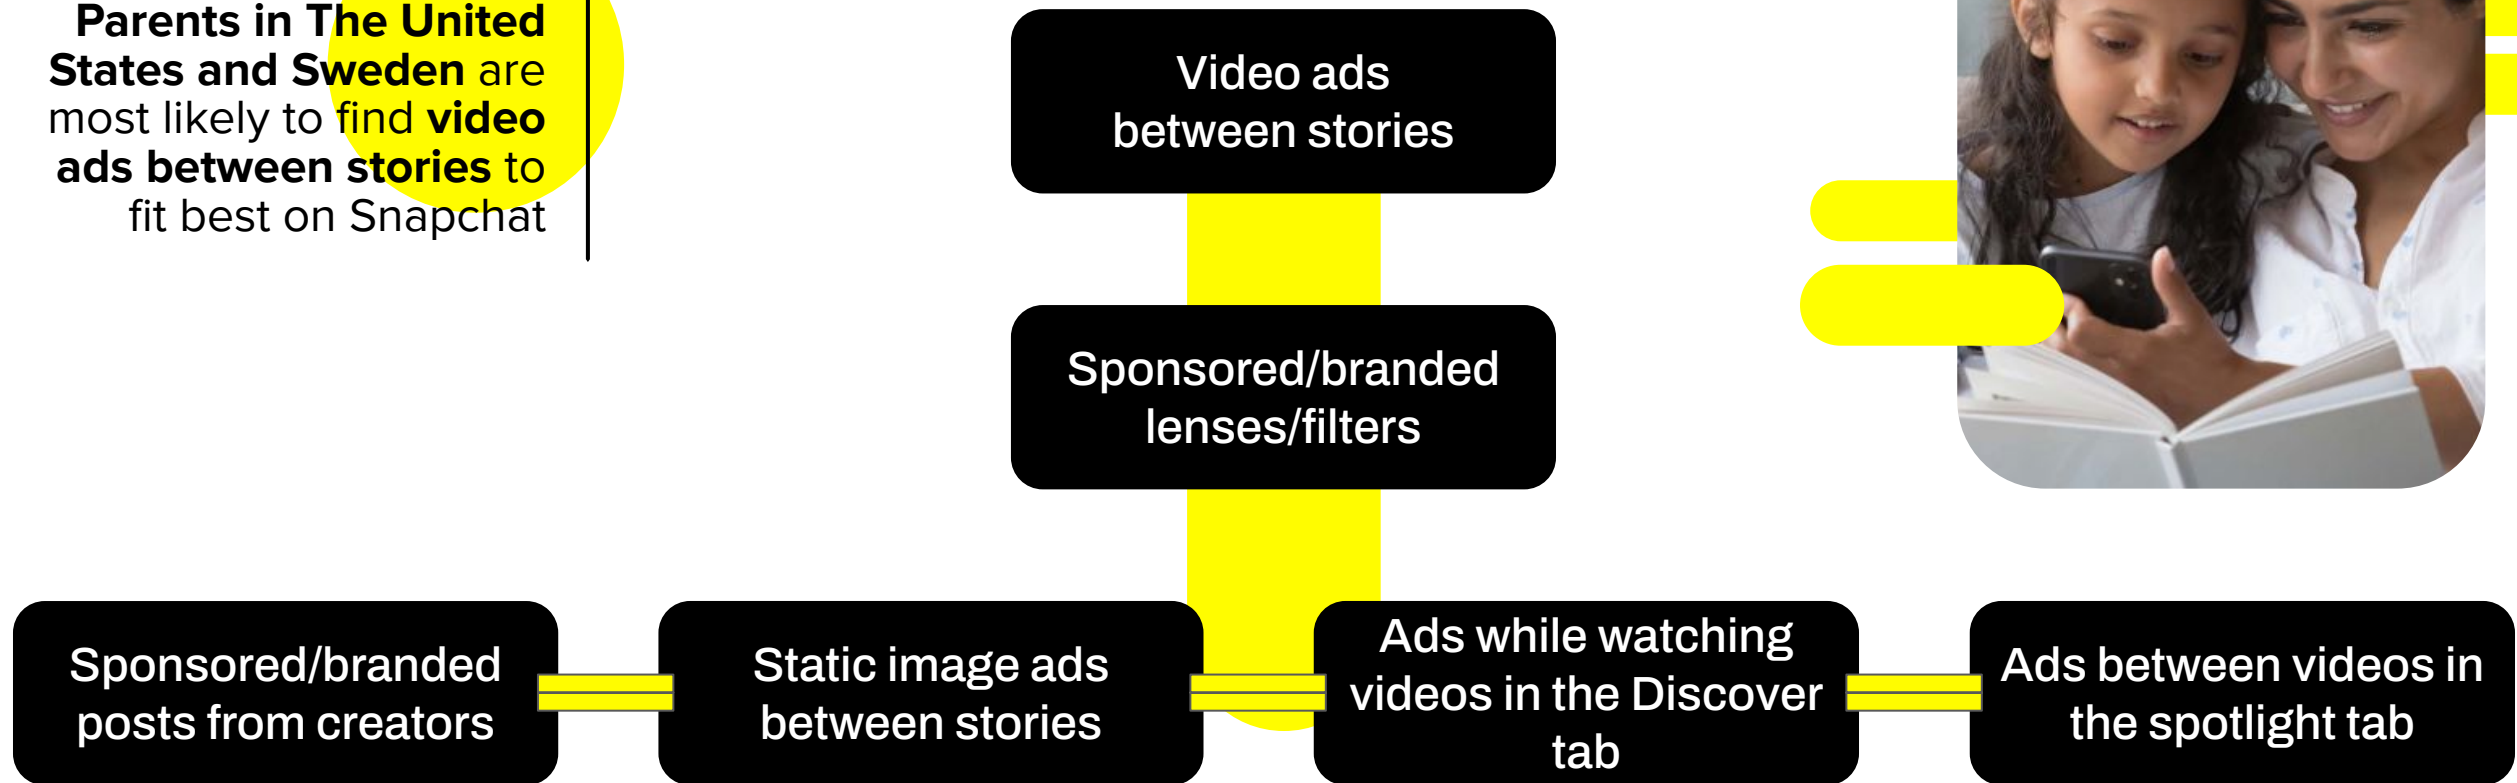 Parents in The United
States and Sweden are
most likely to find video
ads between stories to
fit best on Snapchat
Video ads
between stories
Sponsored/branded
lenses/filters
Sponsored/branded
posts from creators
Static image ads
between stories
Ads while watching
videos in the Discover
tab
Ads between videos in
the spotlight tab